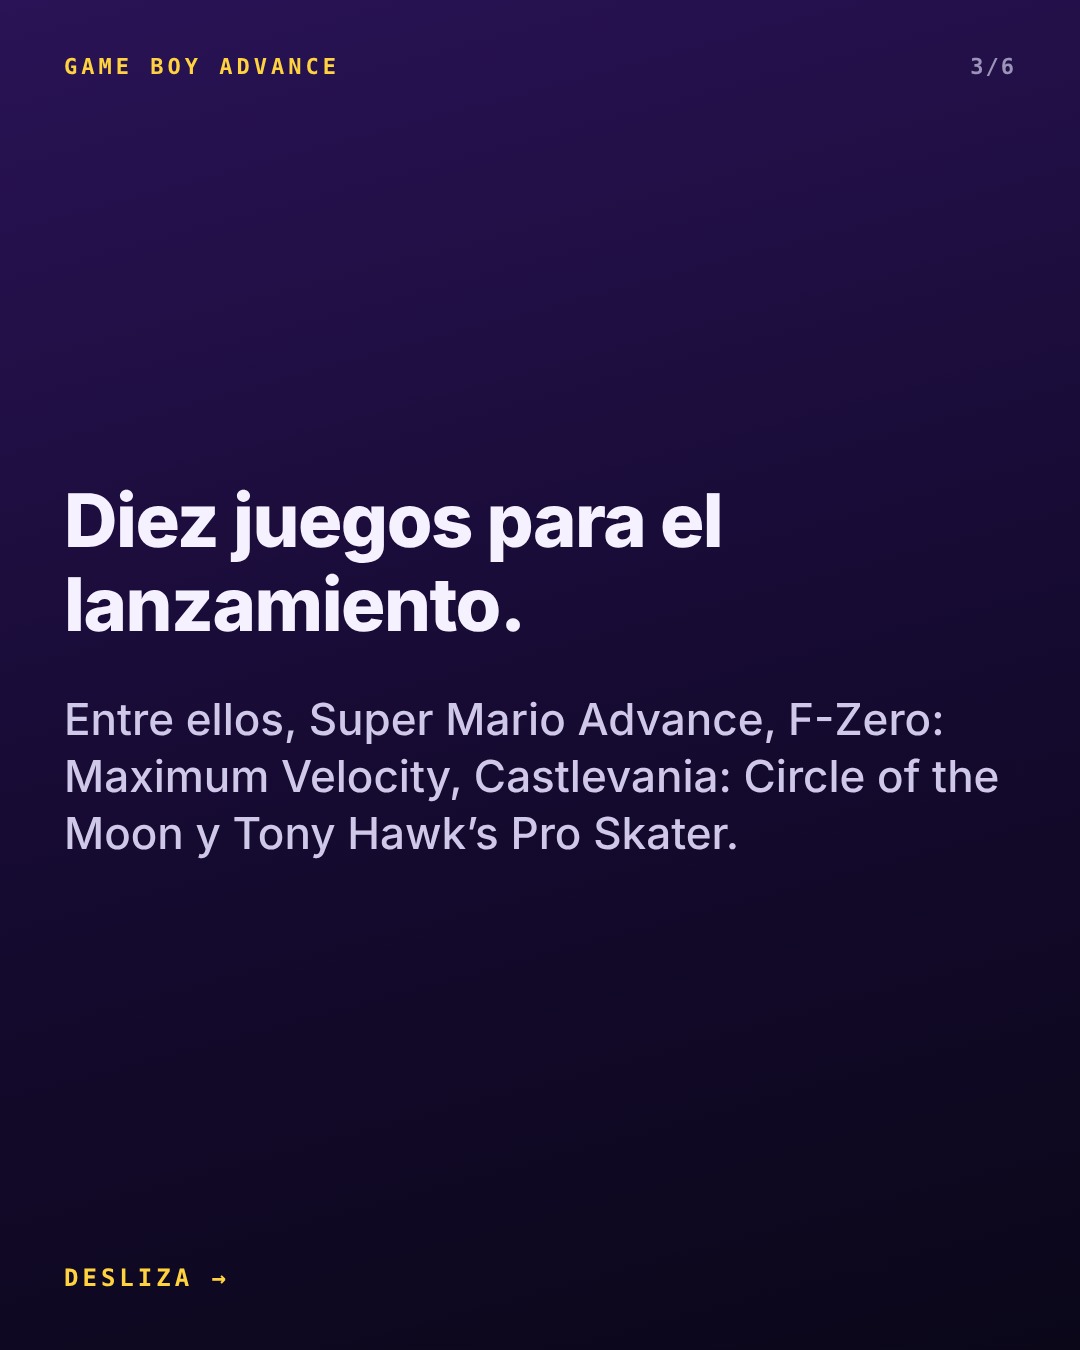 GAME BOY ADVANCE
3/6
Diez juegos para el
lanzamiento.
Entre ellos, Super Mario Advance, F-Zero:
Maximum Velocity, Castlevania: Circle of the
Moon y Tony Hawk’s Pro Skater.
DESLIZA →